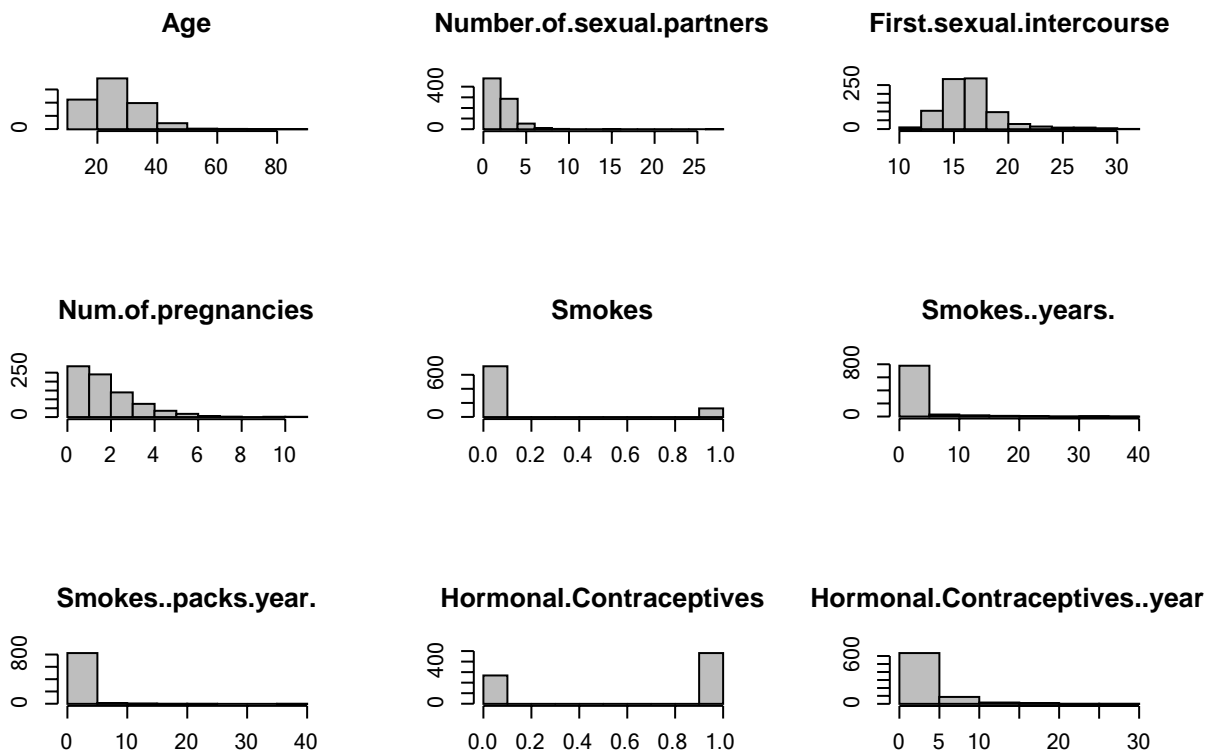 Age
Number.of.sexual.partners
First.sexual.intercourse
0
0 400
0 250
20 40 60 80
0 5 10 15 20 25
10 15 20 25 30
Num.of.pregnancies
Smokes
Smokes..years.
0 250
0 600
0 800
0 2 4 6 8 10
0.0 0.2 0.4 0.6 0.8 1.0
0 10 20 30 40
Smokes..packs.year.
Hormonal.Contraceptives
Hormonal.Contraceptives..year
0 800
0 400
0 600
0 10 20 30 40
0.0 0.2 0.4 0.6 0.8 1.0
0 5 10 20 30